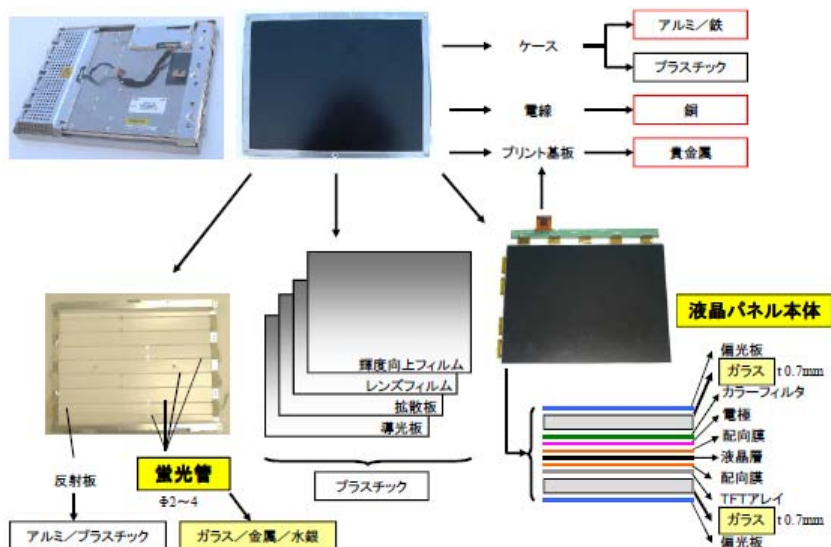 ケース
アルミ／鉄
プラスチック
電線
銅
プリント基板
貴金属
液晶パネル本体
輝度向上フィルム
レンズフィルム
拡散板
導光板
プラスチック
偏光板
ガラス t 0.7mm
カラーフィルタ
電極
配向膜
液晶層
配向膜
TFTアレイ
ガラス t 0.7mm
偏光板
反射板
蛍光管
Φ2～4
アルミ／プラスチック
ガラス／金属／水銀